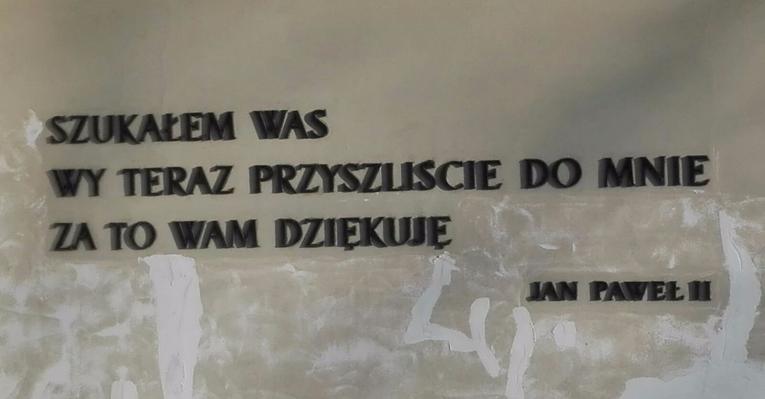 SZUKAŁEM WAS
WY TERAZ PRZYSZLISCIE DO MNIE
ZA TO WAM DZIĘKUJĘ
JAN PAWEŁ II